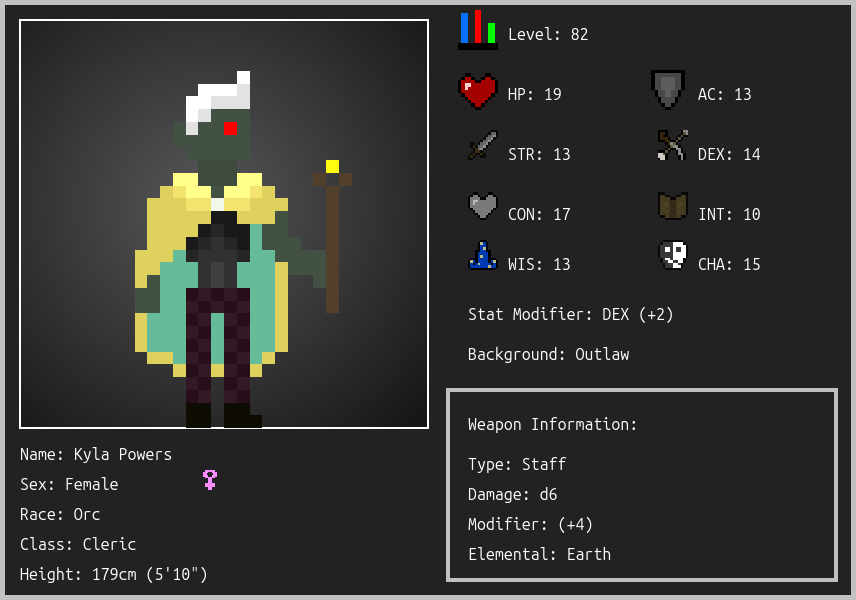 Level: 82
HP: 19
AC: 13
STR: 13
DEX: 14
CON: 17
INT: 10
WIS: 13
CHA: 15
Stat Modifier: DEX (+2)
Background: Outlaw
Weapon Information:
Type: Staff
Damage: d6
Modifier: (+4)
Elemental: Earth
Name: Kyla Powers
Sex: Female
Race: Orc
Class: Cleric
Height: 179cm (5'10")